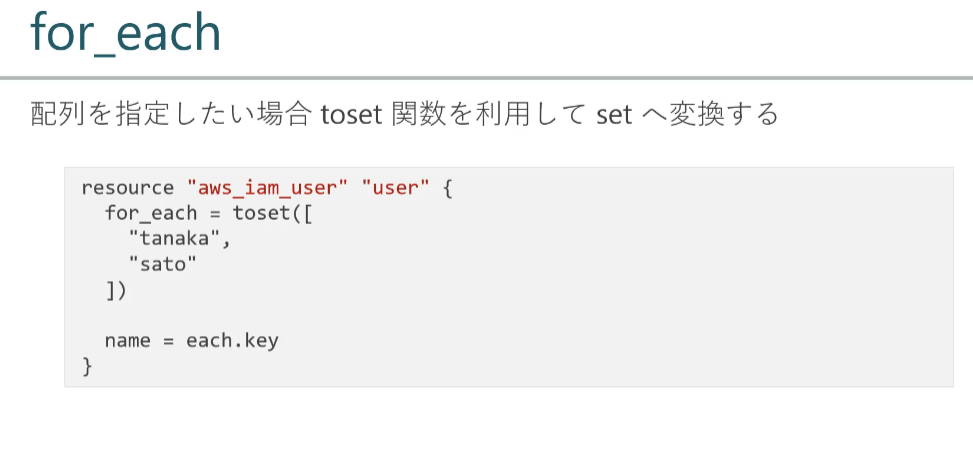 for_each
配列を指定したい場合 toset 関数を利用して set へ変換する
resource "aws_iam_user" "user" {
  for_each = toset([
    "tanaka",
    "sato"
  ])
  name = each.key
}